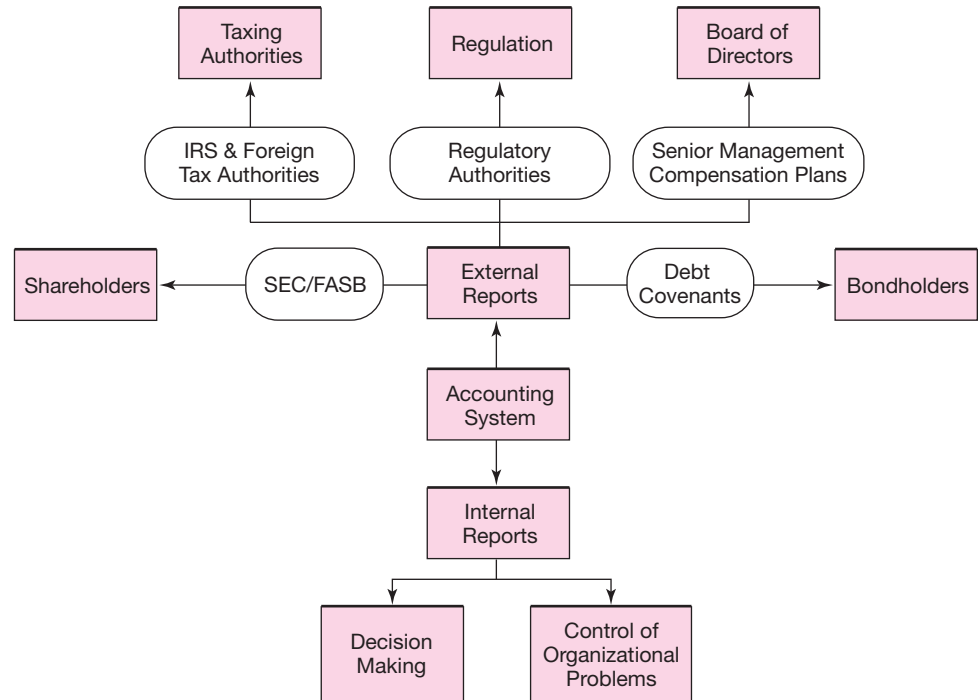 Taxing
Authorities
Regulation
Board of
Directors
IRS & Foreign
Tax Authorities
Regulatory
Authorities
Senior Management
Compensation Plans
Shareholders
SEC/FASB
External
Reports
Debt
Covenants
Bondholders
Accounting
System
Internal
Reports
Decision
Making
Control of
Organizational
Problems